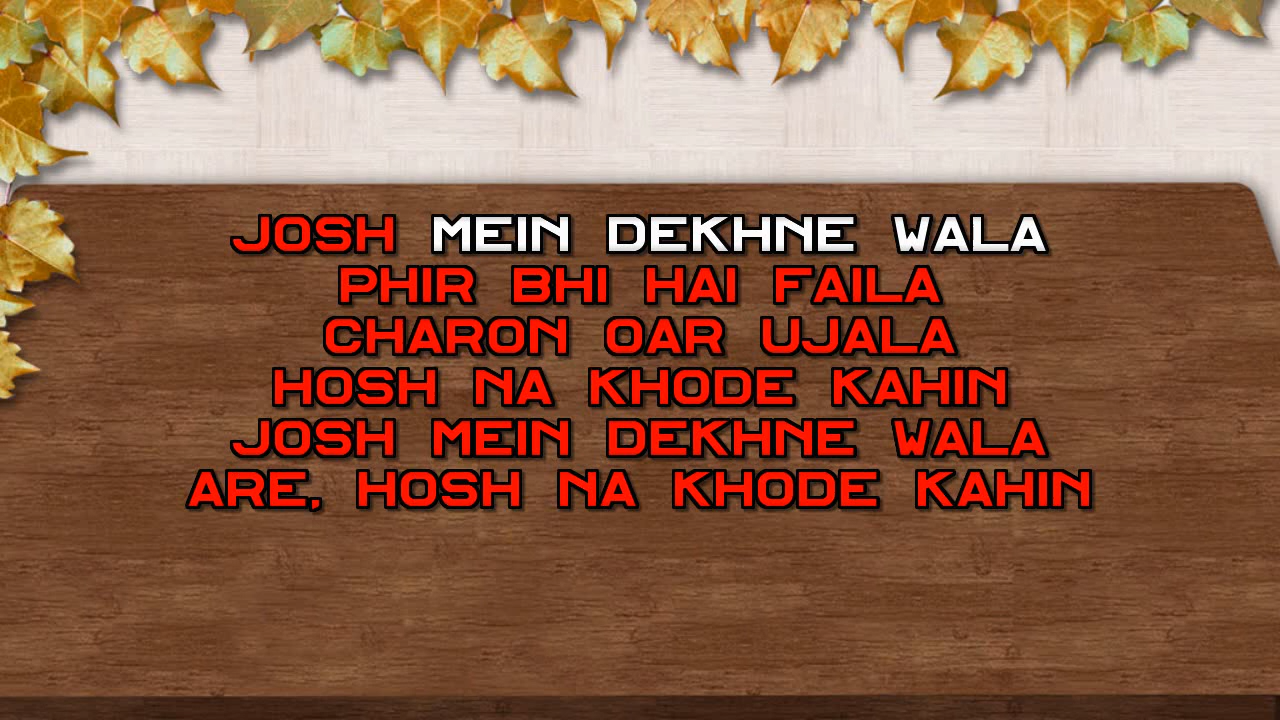 JOSH MEIN DEKHNE WALA
PHIR BHI HAI FAILA
CHARON OAR UJALA
HOSH NA KHODE KAHIN
JOSH MEIN DEKHNE WALA
ARE, HOSH NA KHODE KAHIN